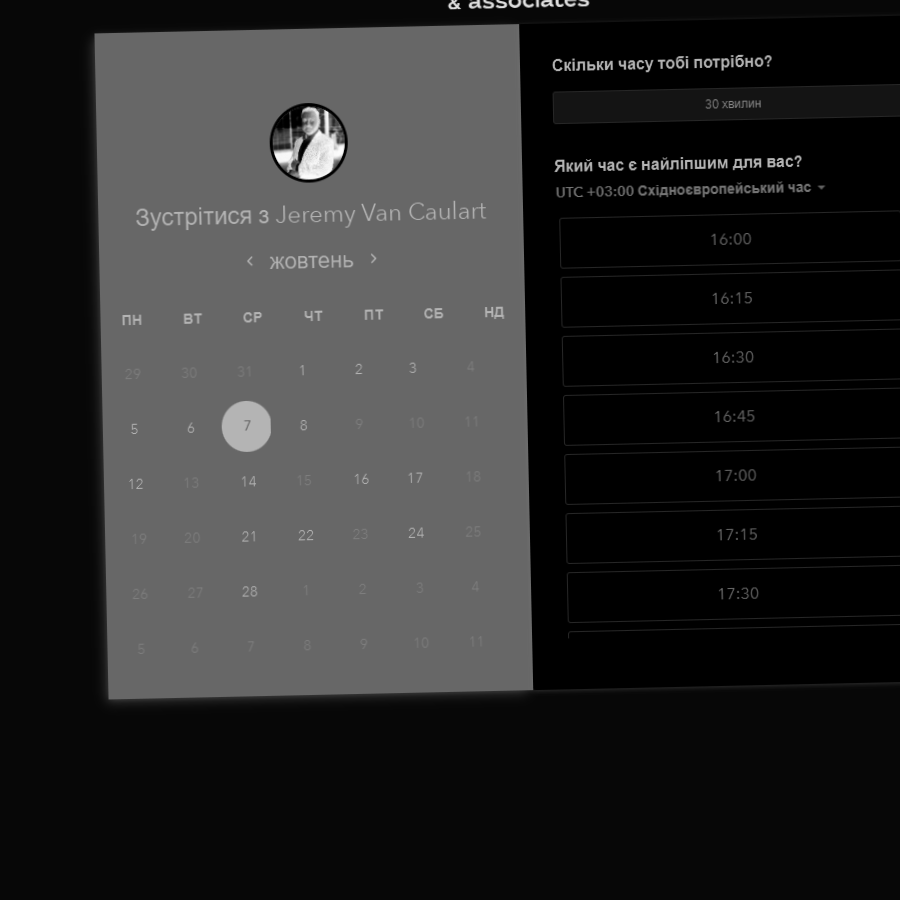 & associates
Зустрітися з Jeremy Van Caulart
жовтень
ПН ВТ СР ЧТ ПТ СБ НД
29 30 31 1 2 3 4
5 6 7 8 9 10 11
12 13 14 15 16 17 18
19 20 21 22 23 24 25
26 27 28 1 2 3 4
5 6 7 8 9 10 11
Скільки часу тобі потрібно?
30 хвилин
Який час є найліпшим для вас?
UTC +03:00 Східноєвропейський час
16:00
16:15
16:30
16:45
17:00
17:15
17:30